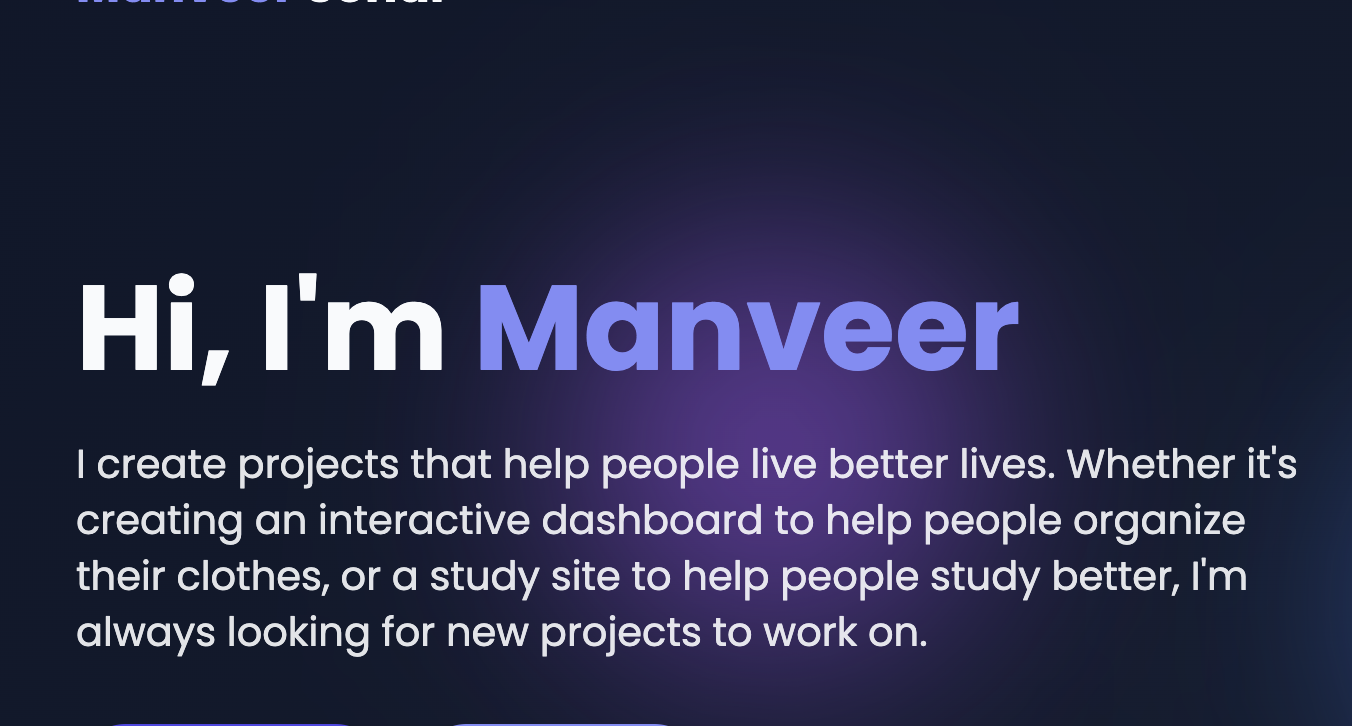 Hi, I'm Manveer
I create projects that help people live better lives. Whether it's
creating an interactive dashboard to help people organize
their clothes, or a study site to help people study better, I'm
always looking for new projects to work on.